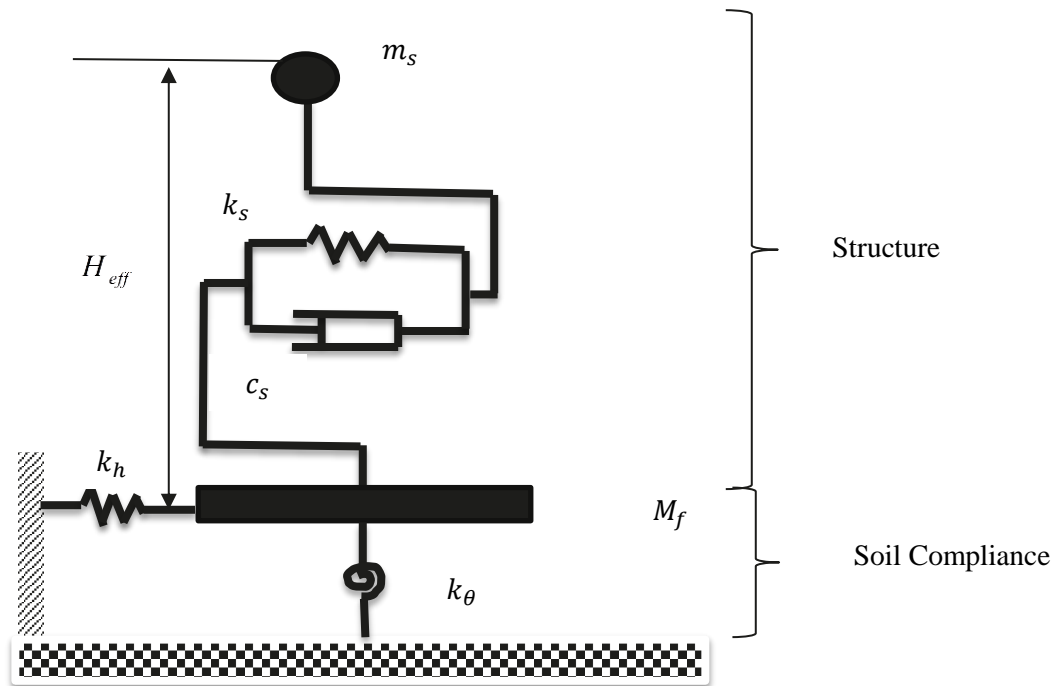 m_s
k_s
Structure
H_eff
c_s
k_h
M_f
Soil Compliance
k_θ